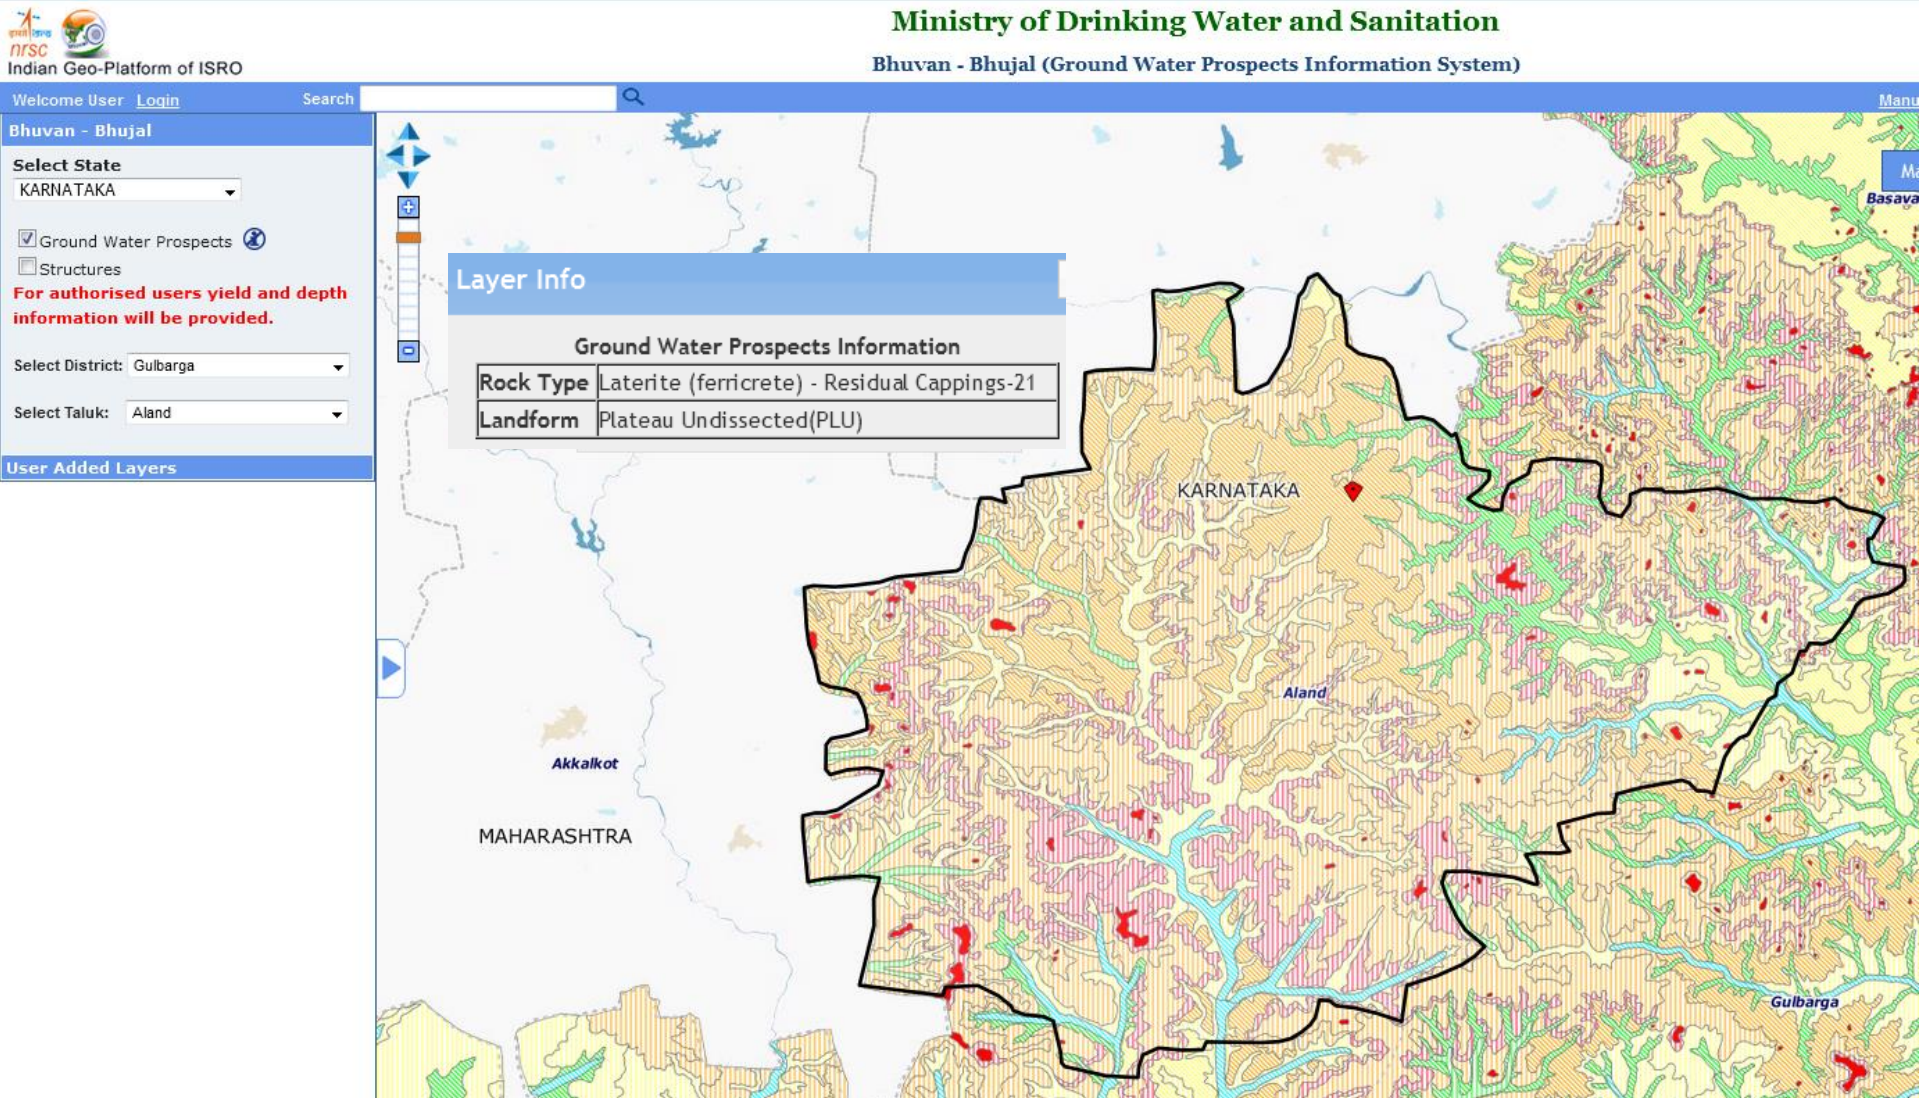 Ministry of Drinking Water and Sanitation
nrsc
Indian Geo-Platform of ISRO
Bhuvan - Bhujal (Ground Water Prospects Information System)
Welcome User Login Search
Manu
Bhuvan - Bhujal
Select State
KARNATAKA
Ground Water Prospects
Structures
For authorised users yield and depth
information will be provided.
Select District: Gulbarga
Select Taluk: Aland
User Added Layers
Ma
Basava
Layer Info
Ground Water Prospects Information
Rock Type Laterite (ferricrete) - Residual Cappings-21
Landform Plateau Undissected(PLU)
KARNATAKA
Aland
Akkalkot
MAHARASHTRA
Gulbarga